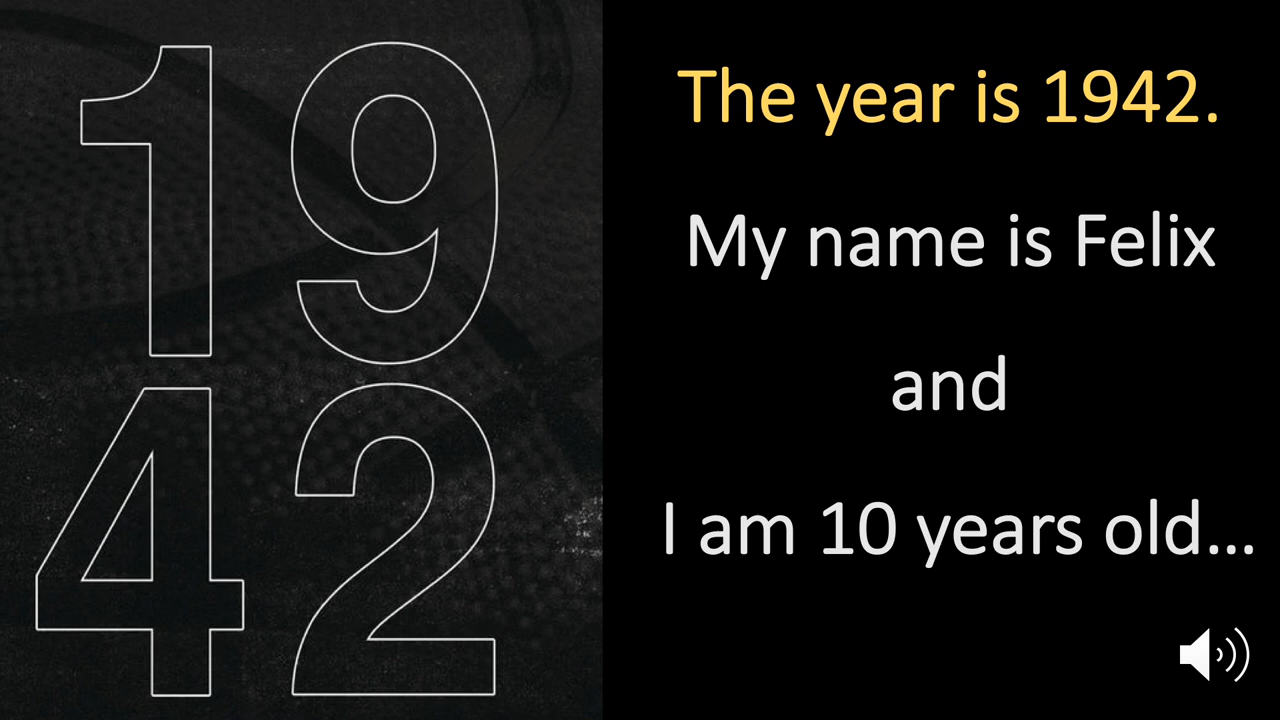 19
42
The year is 1942.
My name is Felix
and
I am 10 years old...